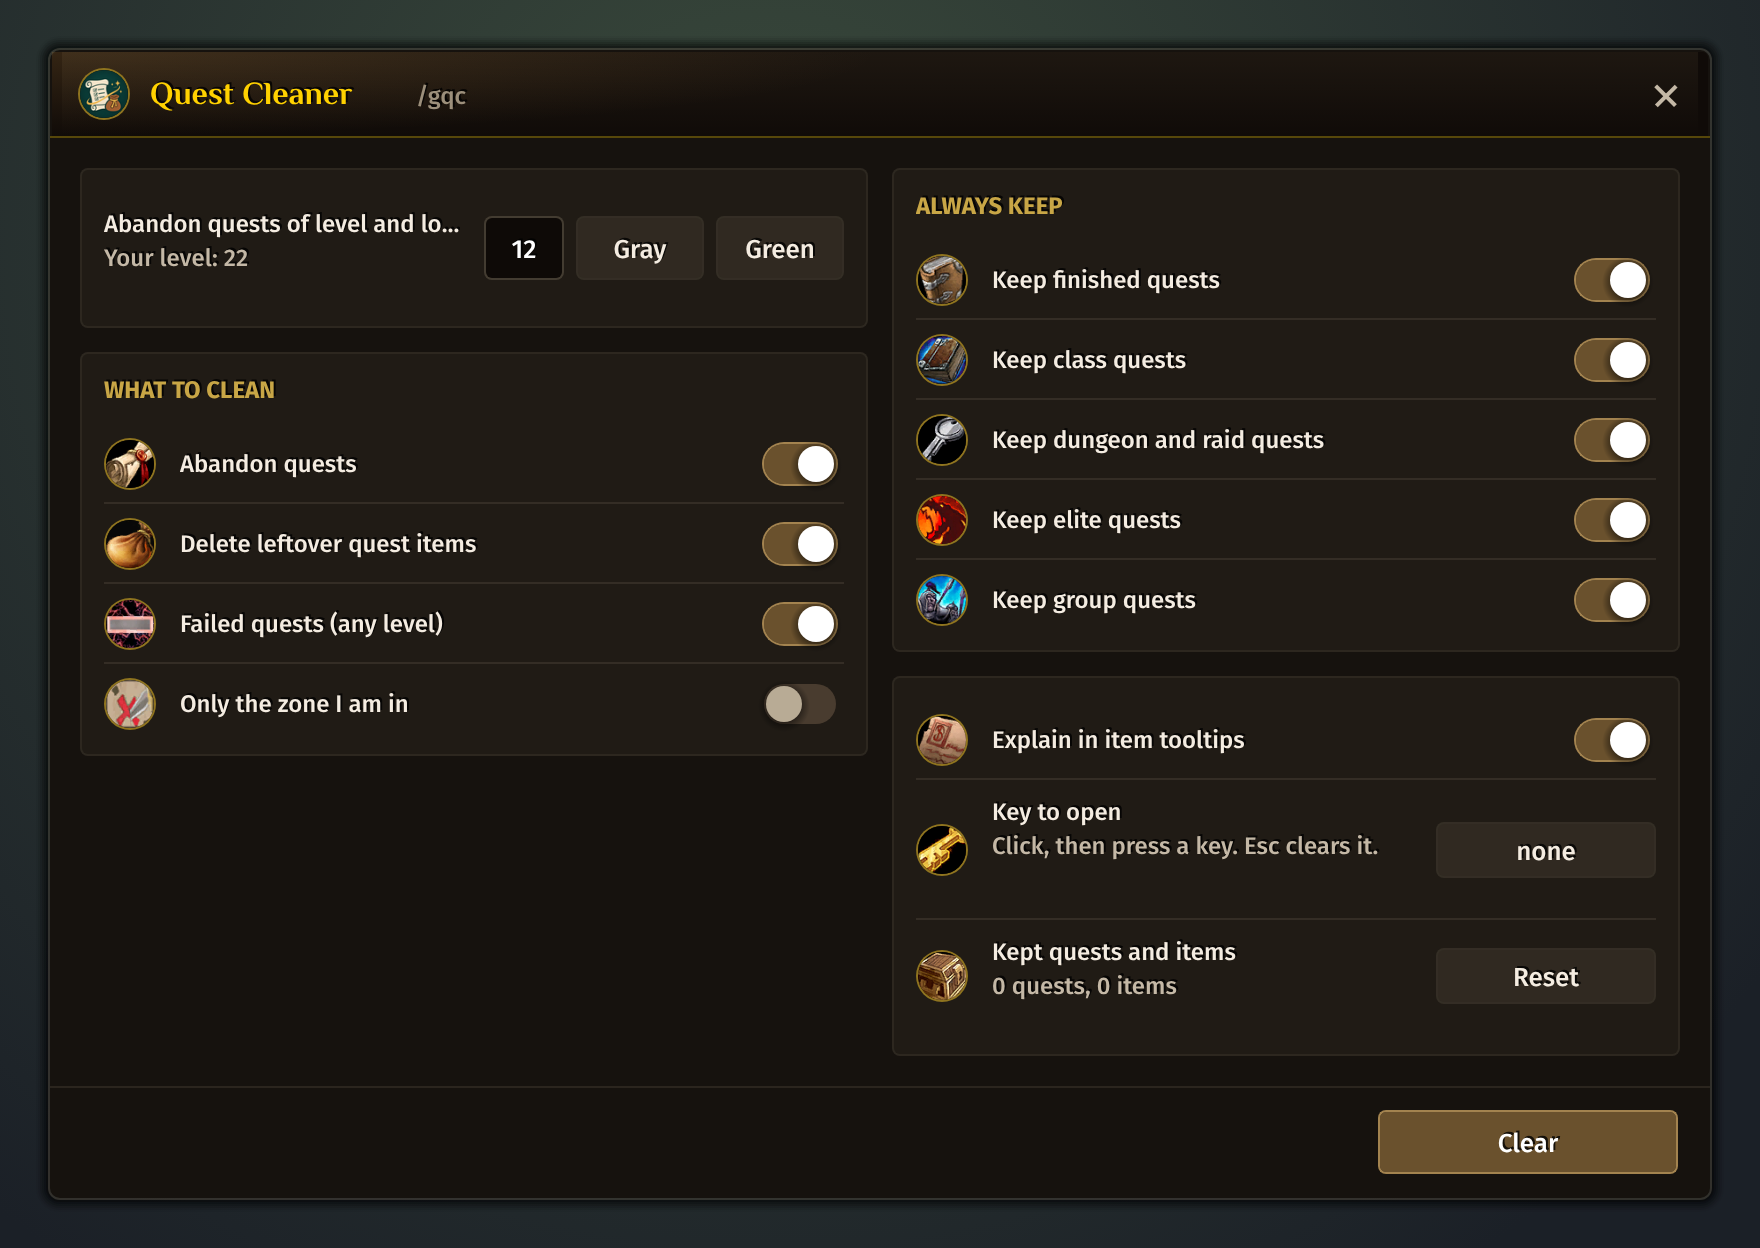 Quest Cleaner /gqc
Abandon quests of level and lo...
Your level: 22
12
Gray
Green
WHAT TO CLEAN
Abandon quests
Delete leftover quest items
Failed quests (any level)
Only the zone I am in
ALWAYS KEEP
Keep finished quests
Keep class quests
Keep dungeon and raid quests
Keep elite quests
Keep group quests
Explain in item tooltips
Key to open
Click, then press a key. Esc clears it.
none
Kept quests and items
0 quests, 0 items
Reset
Clear